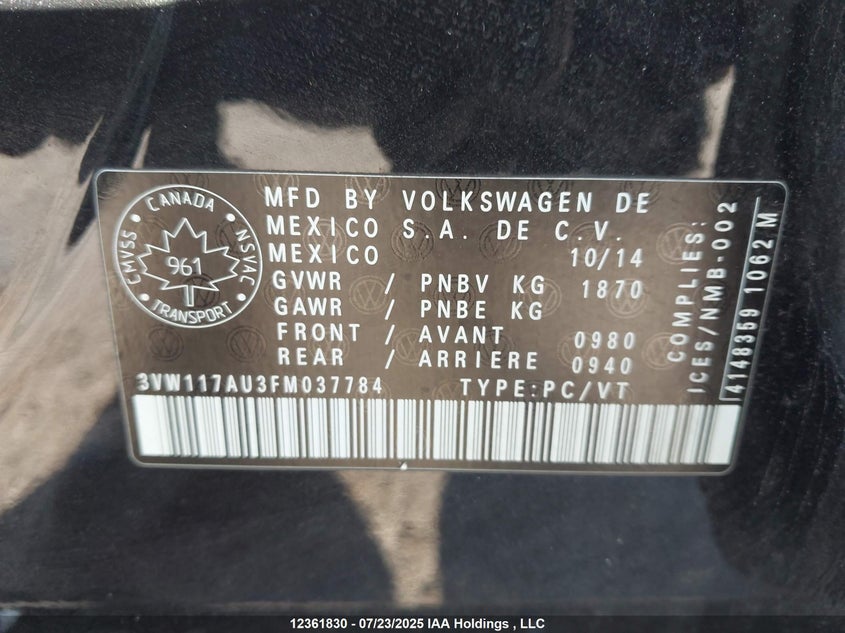 CANADA
CMVSS
NSVAC
961
TRANSPORT
MFD BY VOLKSWAGEN DE
MEXICO S.A. DE C.V.
MEXICO 10/14
GVWR / PNBV KG 1870
GAWR / PNBE KG
FRONT / AVANT 0980
REAR / ARRIERE 0940
3VW117AU3FM037784 TYPE:PC/VT
COMPLIES:
ICES/NMB-002
4148359 1062 M
12361830 - 07/23/2025 IAA Holdings , LLC